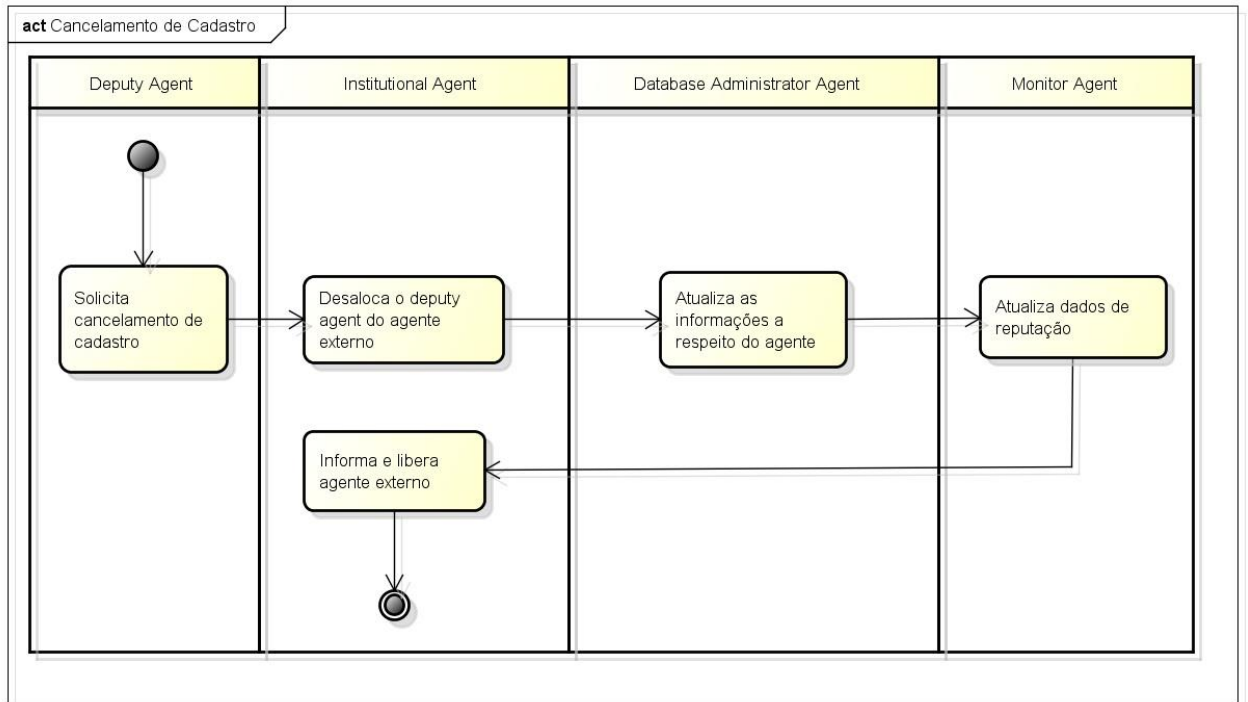 act Cancelamento de Cadastro
Deputy Agent
Institutional Agent
Database Administrator Agent
Monitor Agent
Solicita
cancelamento de
cadastro
Desaloca o deputy
agent do agente
externo
Atualiza as
informações a
respeito do agente
Atualiza dados de
reputação
Informa e libera
agente externo